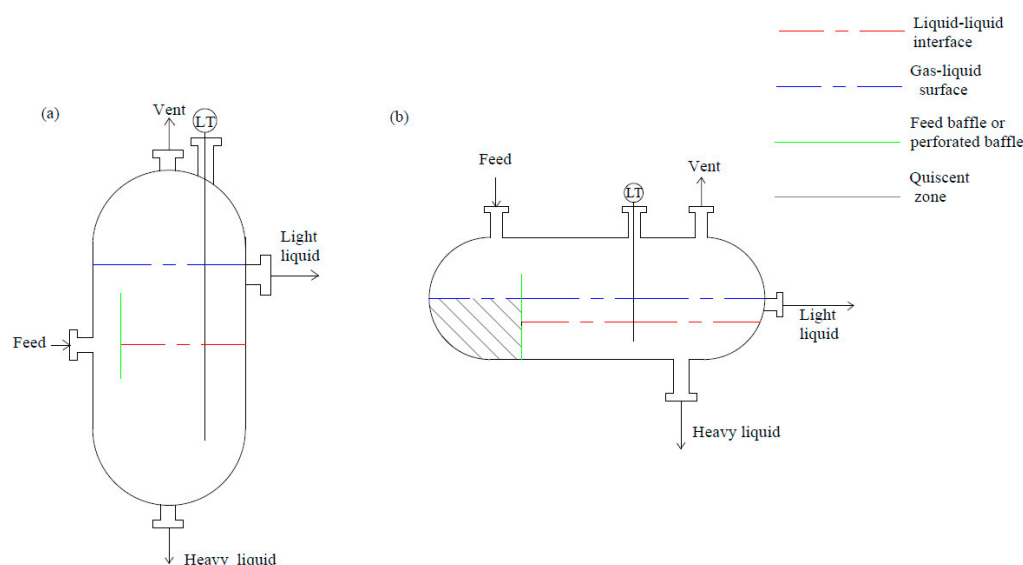 (a)
Vent
LT
Light
liquid
Feed
Heavy liquid
(b)
Feed
LT
Vent
Light
liquid
Heavy liquid
Liquid-liquid
interface
Gas-liquid
surface
Feed baffle or
perforated baffle
Quiscent
zone